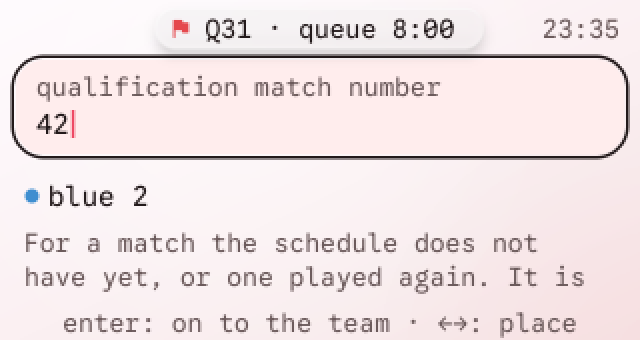 Q31 · queue 8:00
23:35
qualification match number
42
blue 2
For a match the schedule does not
have yet, or one played again. It is
enter: on to the team · ↔: place